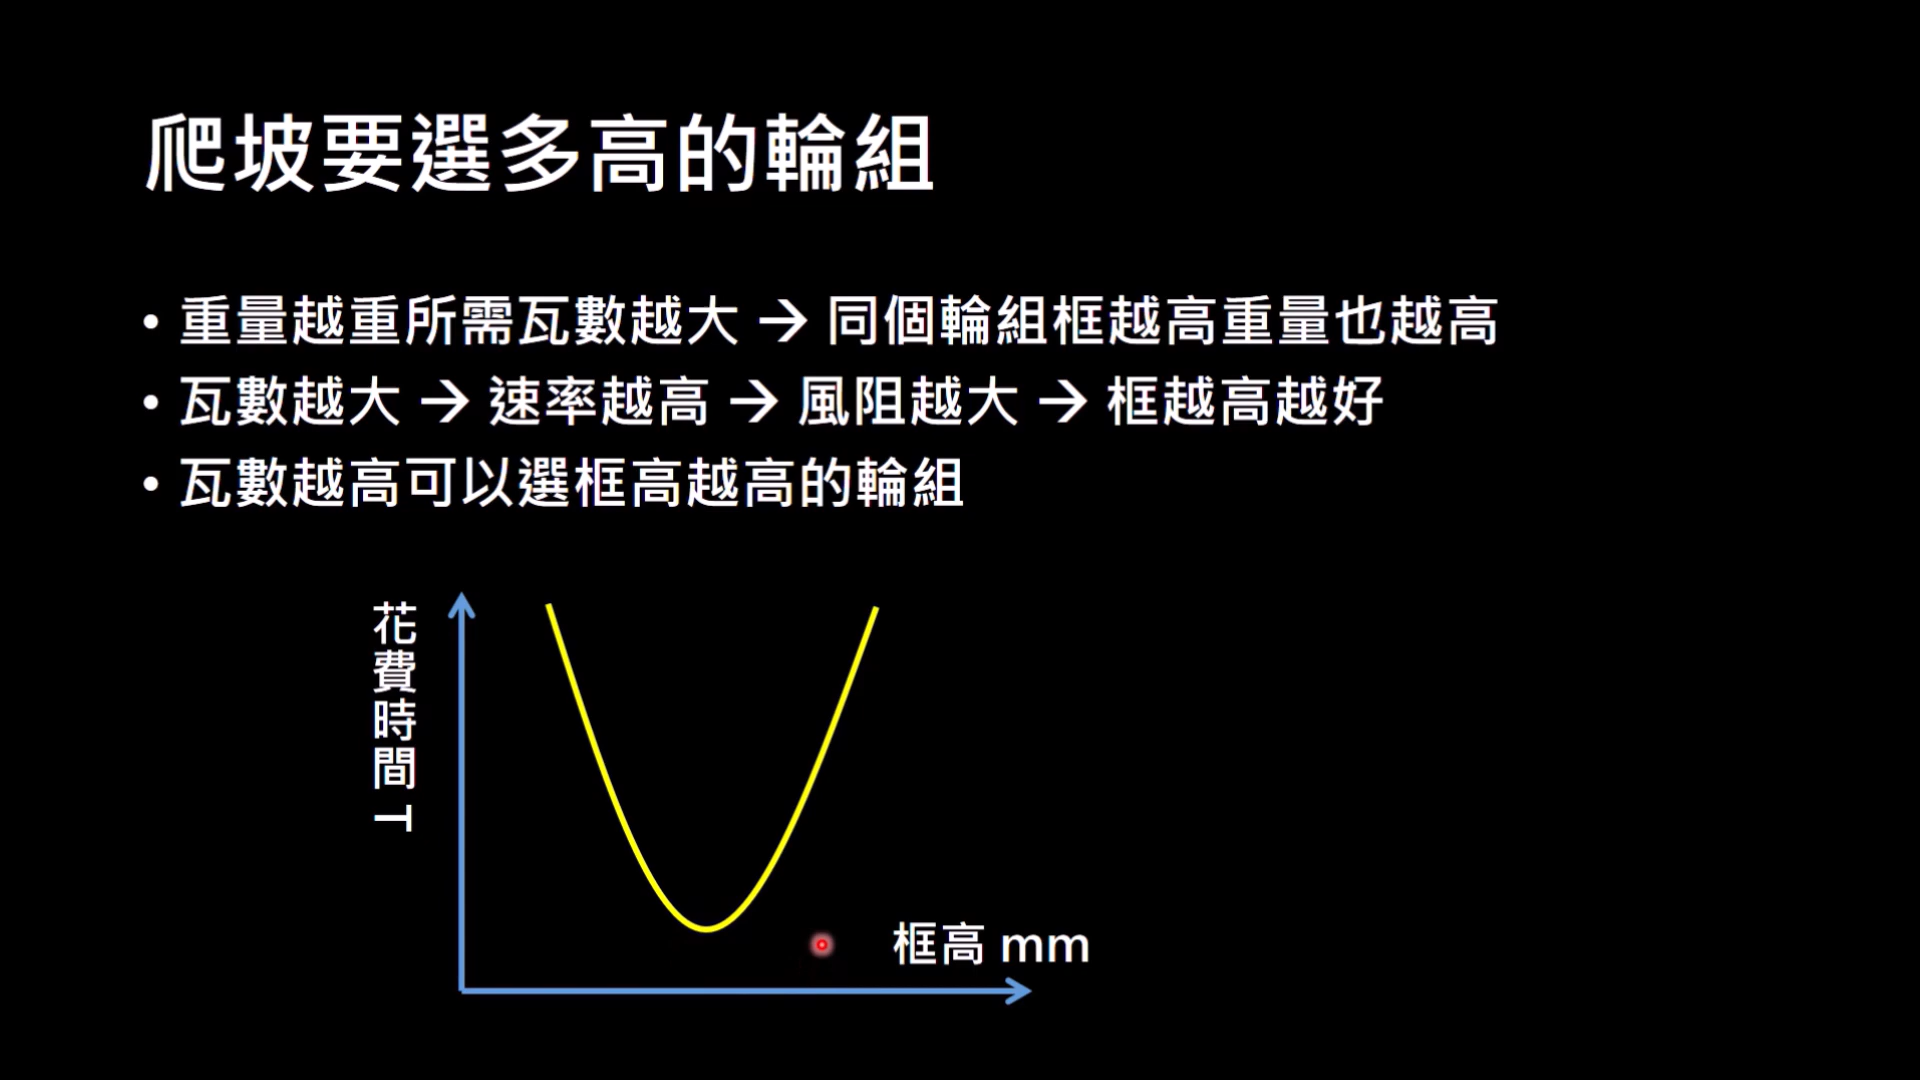 爬坡要選多高的輪組
• 重量越重所需瓦數越大 → 同個輪組框越高重量也越高
• 瓦數越大 → 速率越高 → 風阻越大 → 框越高越好
• 瓦數越高可以選框高越高的輪組
花費時間 T
框高 mm